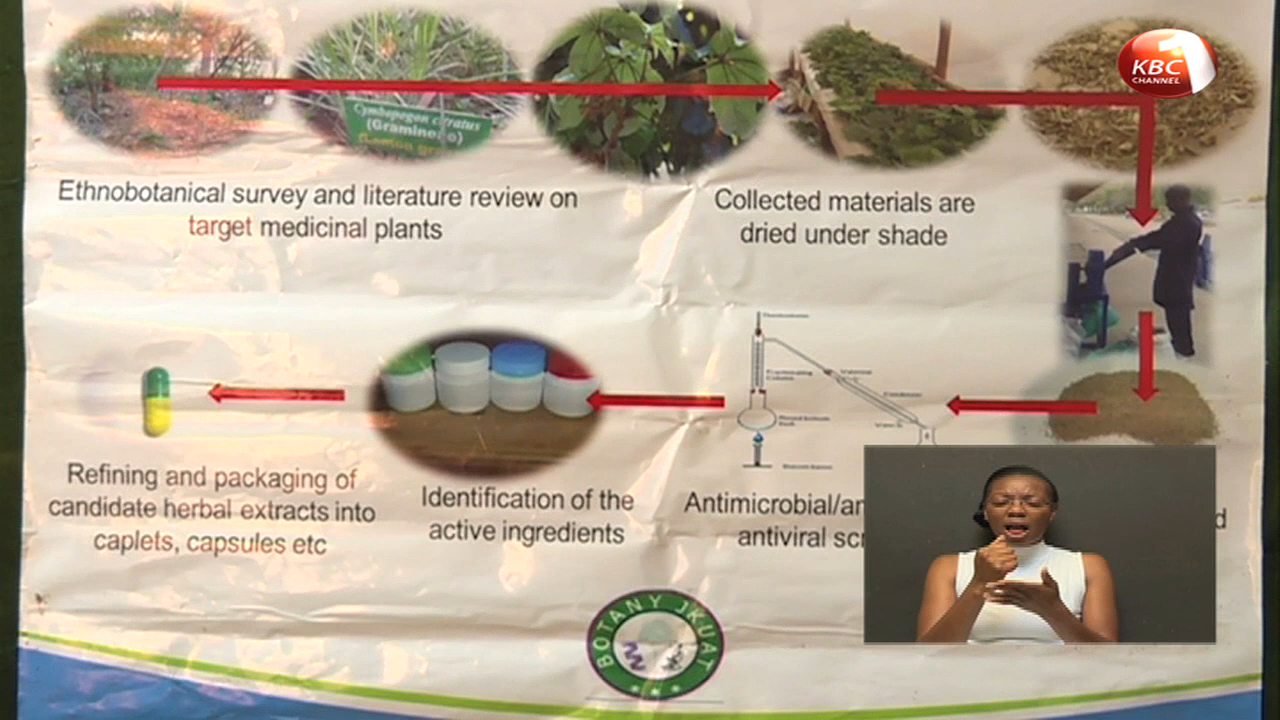 KBC 1
CHANNEL
Cymbopogon citratus
(Gramineae)
Ethnobotanical survey and literature review on
target medicinal plants
Collected materials are
dried under shade
Refining and packaging of
candidate herbal extracts into
caplets, capsules etc
Identification of the
active ingredients
Antimicrobial/an
antiviral scr
d
BOTANY JKUAT